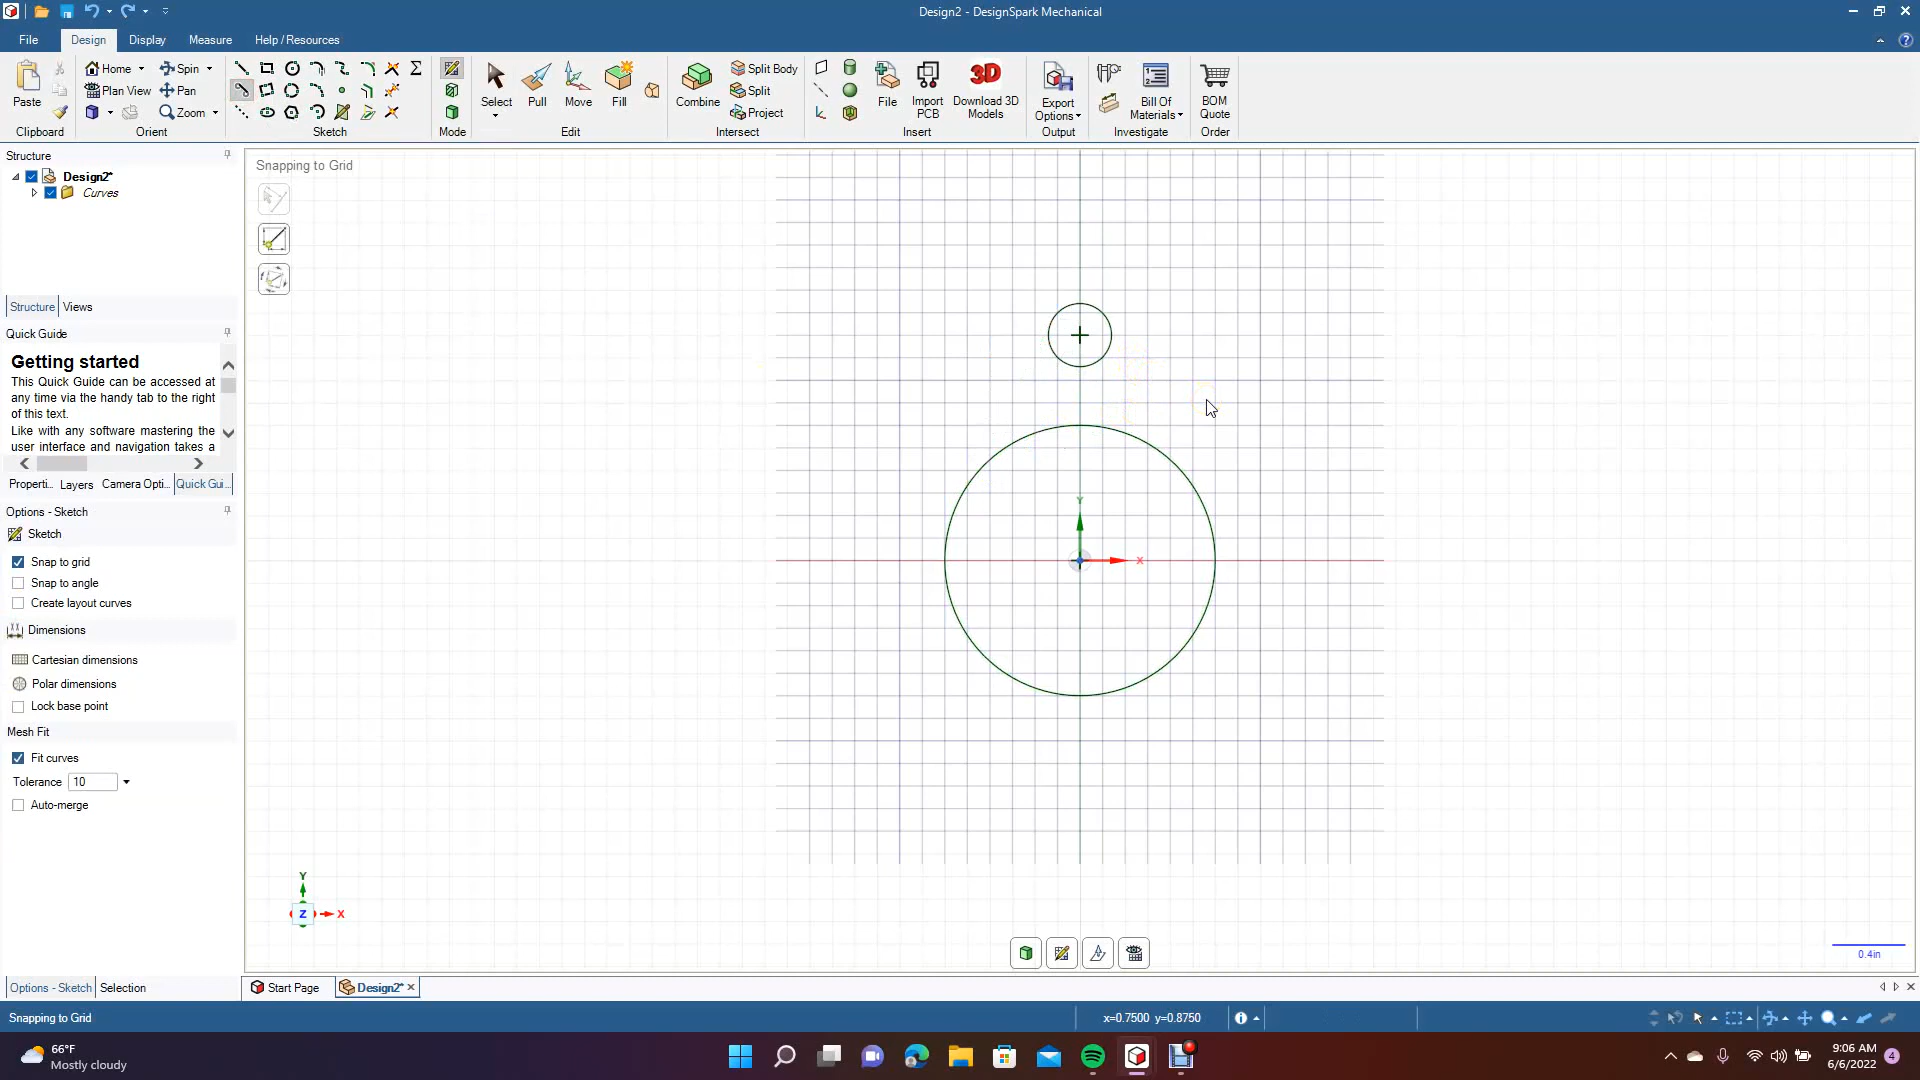 Design2 - DesignSpark Mechanical
File Design Display Measure Help / Resources
Paste
Clipboard
Home Spin
Plan View Pan
Zoom
Orient
Sketch
Mode
Select Pull Move Fill
Edit
Combine
Split Body
Split
Project
Intersect
File
Import PCB
Download 3D Models
Insert
Export Options
Output
Bill Of Materials
Investigate
BOM Quote
Order
Structure
Design2*
Curves
Structure Views
Quick Guide
Getting started
This Quick Guide can be accessed at
any time via the handy tab to the right
of this text.
Like with any software mastering the
user interface and navigation takes a
Properti... Layers Camera Opti... Quick Gui...
Options - Sketch
Sketch
Snap to grid
Snap to angle
Create layout curves
Dimensions
Cartesian dimensions
Polar dimensions
Lock base point
Mesh Fit
Fit curves
Tolerance 10
Auto-merge
Options - Sketch Selection
Snapping to Grid
Y
X
Y
Z X
0.4in
Start Page Design2*
Snapping to Grid
x=0.7500 y=0.8750
66°F
Mostly cloudy
9:06 AM
6/6/2022
4